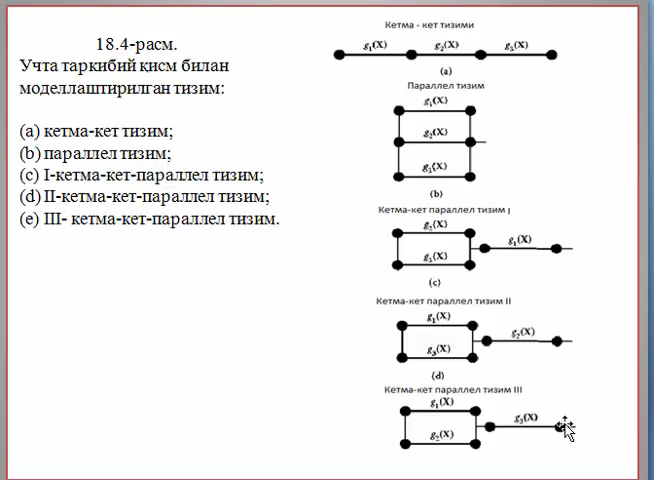 18.4-расм.
Учта таркибий қисм билан
моделлаштирилган тизим:
(a) кетма-кет тизим;
(b) параллел тизим;
(c) I-кетма-кет-параллел тизим;
(d) II-кетма-кет-параллел тизим;
(e) III- кетма-кет-параллел тизим.
Кетма - кет тизими
g₁(X) g₂(X) g₃(X)
(a)
Параллел тизим
g₁(X)
g₂(X)
g₃(X)
(b)
Кетма-кет параллел тизим I
g₂(X)
g₁(X)
g₃(X)
(c)
Кетма-кет параллел тизим II
g₁(X)
g₂(X)
g₃(X)
(d)
Кетма-кет параллел тизим III
g₁(X)
g₃(X)
g₂(X)